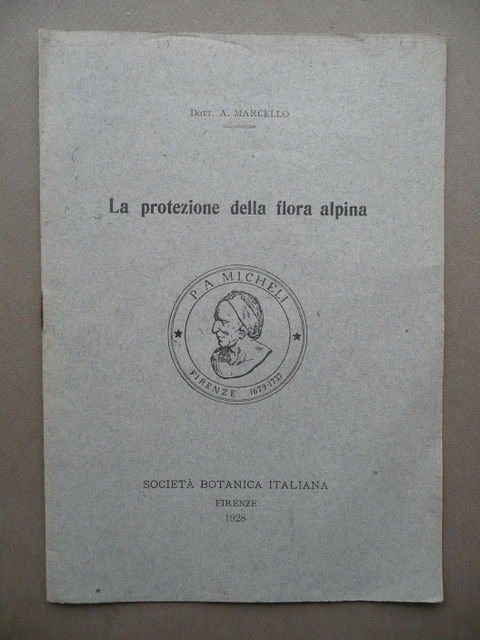 Dott. A. MARCELLO
La protezione della flora alpina
P. A MICHELI
FIRENZE 1679-1737
SOCIETÀ BOTANICA ITALIANA
FIRENZE
1928